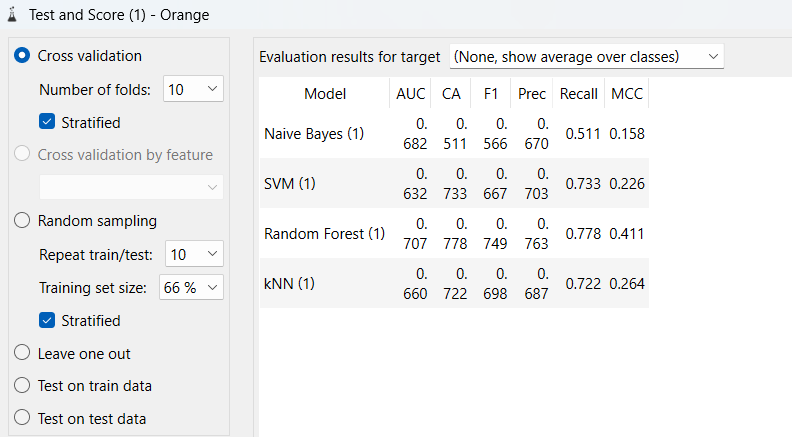 Test and Score (1) - Orange
Cross validation
Number of folds: 10
Stratified
Cross validation by feature
Random sampling
Repeat train/test: 10
Training set size: 66 %
Stratified
Leave one out
Test on train data
Test on test data
Evaluation results for target (None, show average over classes)
Model AUC CA F1 Prec Recall MCC
Naive Bayes (1) 0.682 0.511 0.566 0.670 0.511 0.158
SVM (1) 0.632 0.733 0.667 0.703 0.733 0.226
Random Forest (1) 0.707 0.778 0.749 0.763 0.778 0.411
kNN (1) 0.660 0.722 0.698 0.687 0.722 0.264